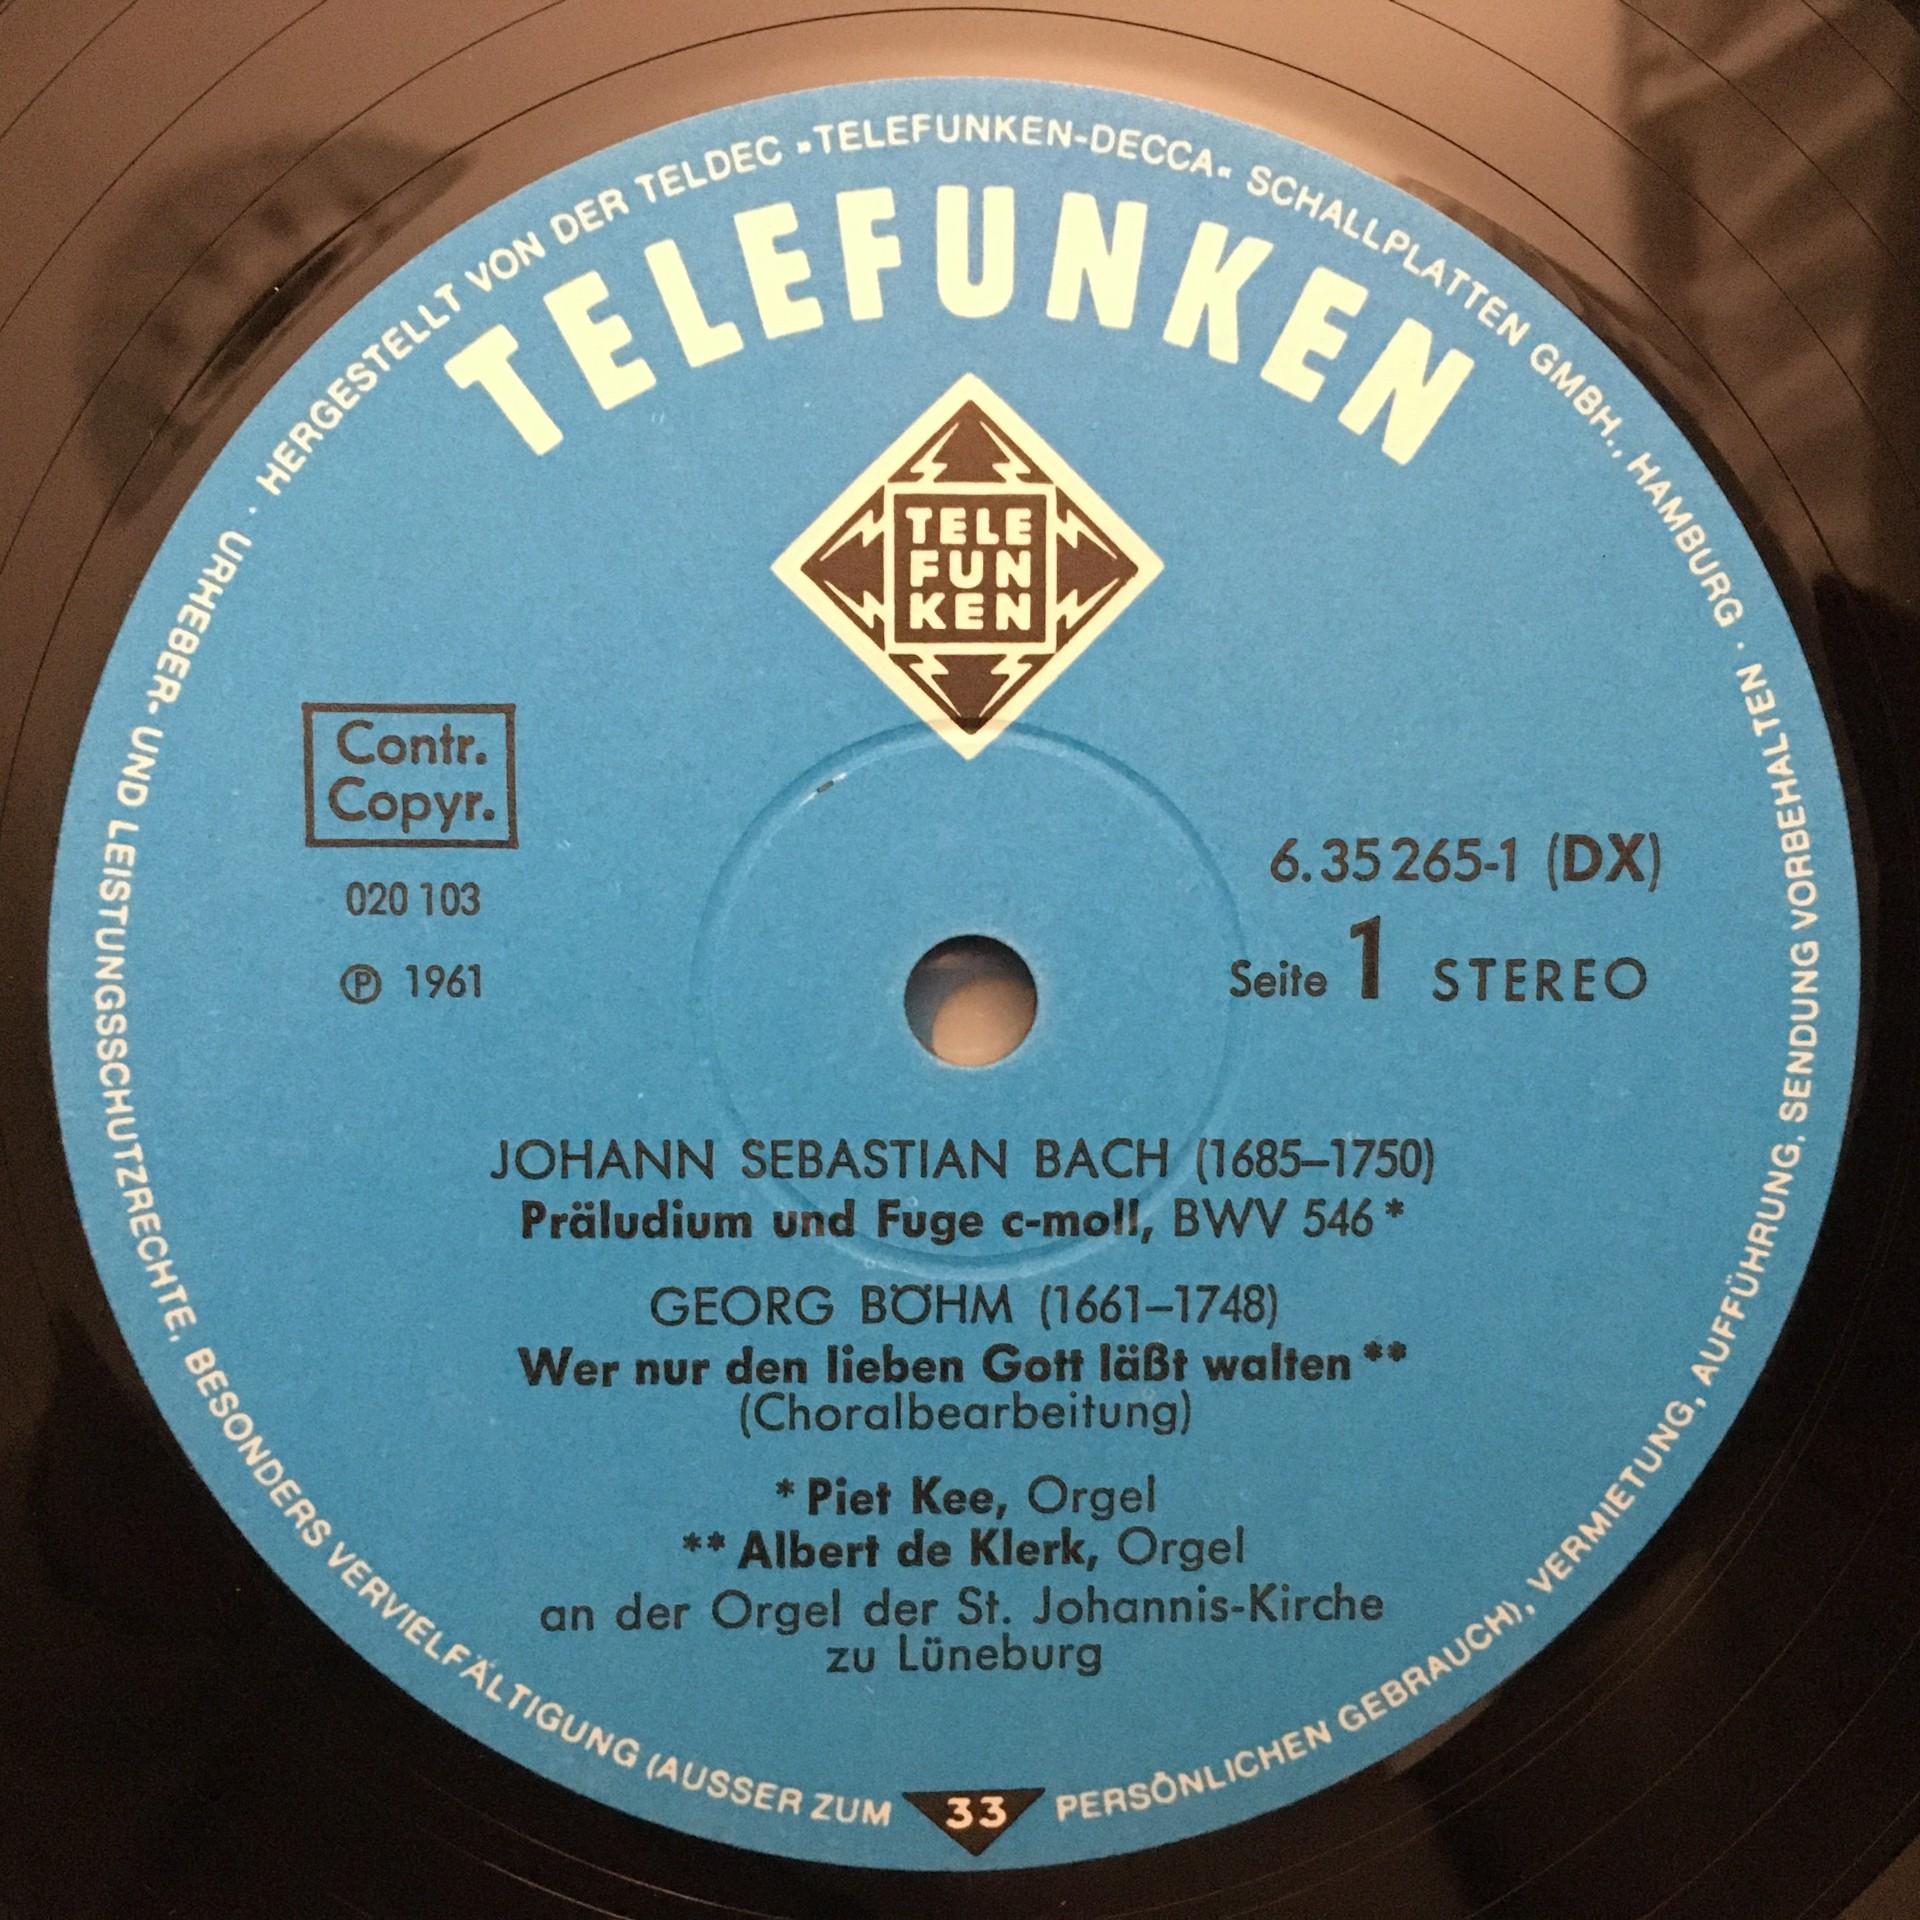 HERGESTELLT VON DER TELDEC »TELEFUNKEN-DECCA« SCHALLPLATTEN GMBH., HAMBURG ·
TELEFUNKEN
TELE
FUN
KEN
Contr.
Copyr.
020 103
℗ 1961
6.35 265-1 (DX)
Seite 1 STEREO
JOHANN SEBASTIAN BACH (1685–1750)
Präludium und Fuge c-moll, BWV 546 *
GEORG BÖHM (1661–1748)
Wer nur den lieben Gott läßt walten **
(Choralbearbeitung)
* Piet Kee, Orgel
** Albert de Klerk, Orgel
an der Orgel der St. Johannis-Kirche
zu Lüneburg
URHEBER- UND LEISTUNGSSCHUTZRECHTE, BESONDERS VERVIELFÄLTIGUNG (AUSSER ZUM PERSÖNLICHEN GEBRAUCH), VERMIETUNG, AUFFÜHRUNG, SENDUNG VORBEHALTEN ·
33